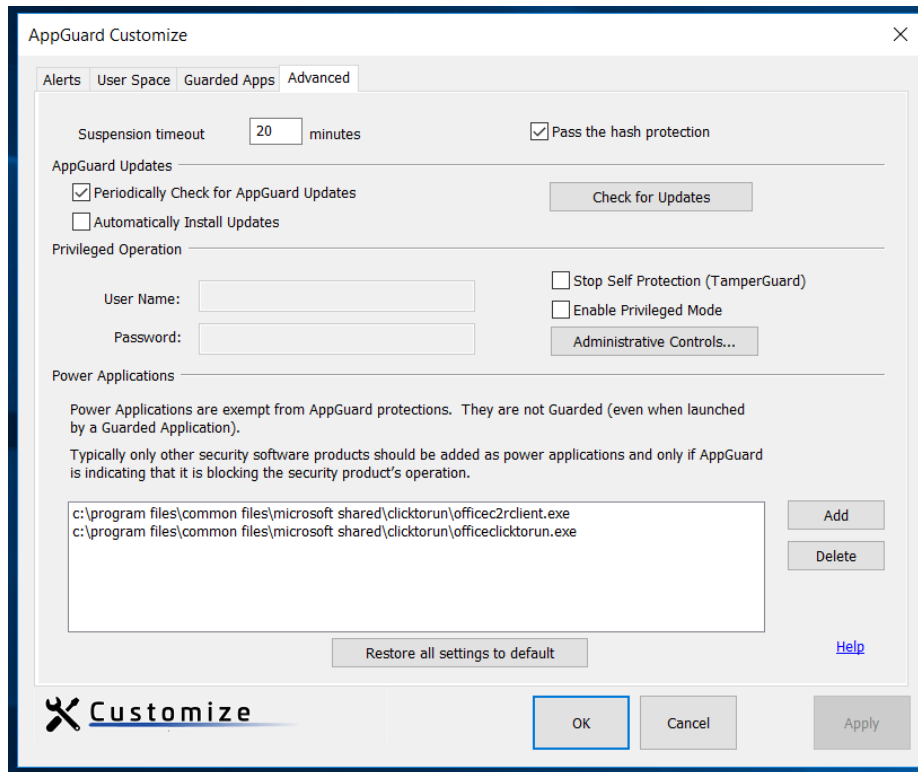 AppGuard Customize
Alerts User Space Guarded Apps Advanced
Suspension timeout 20 minutes Pass the hash protection
AppGuard Updates
Periodically Check for AppGuard Updates Check for Updates
Automatically Install Updates
Privileged Operation
Stop Self Protection (TamperGuard)
User Name:
Enable Privileged Mode
Password: Administrative Controls...
Power Applications
Power Applications are exempt from AppGuard protections. They are not Guarded (even when launched
by a Guarded Application).
Typically only other security software products should be added as power applications and only if AppGuard
is indicating that it is blocking the security product's operation.
c:\program files\common files\microsoft shared\clicktorun\officec2rclient.exe
c:\program files\common files\microsoft shared\clicktorun\officeclicktorun.exe
Add
Delete
Restore all settings to default
Help
Customize
OK Cancel Apply